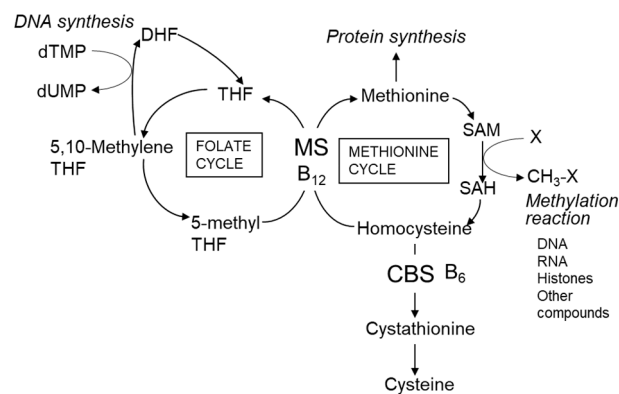 DNA synthesis
dTMP
dUMP
DHF
THF
5,10-Methylene
THF
FOLATE
CYCLE
5-methyl
THF
MS
B12
Protein synthesis
Methionine
METHIONINE
CYCLE
SAM
X
SAH
CH3-X
Methylation
reaction
DNA
RNA
Histones
Other
compounds
Homocysteine
CBS B6
Cystathionine
Cysteine